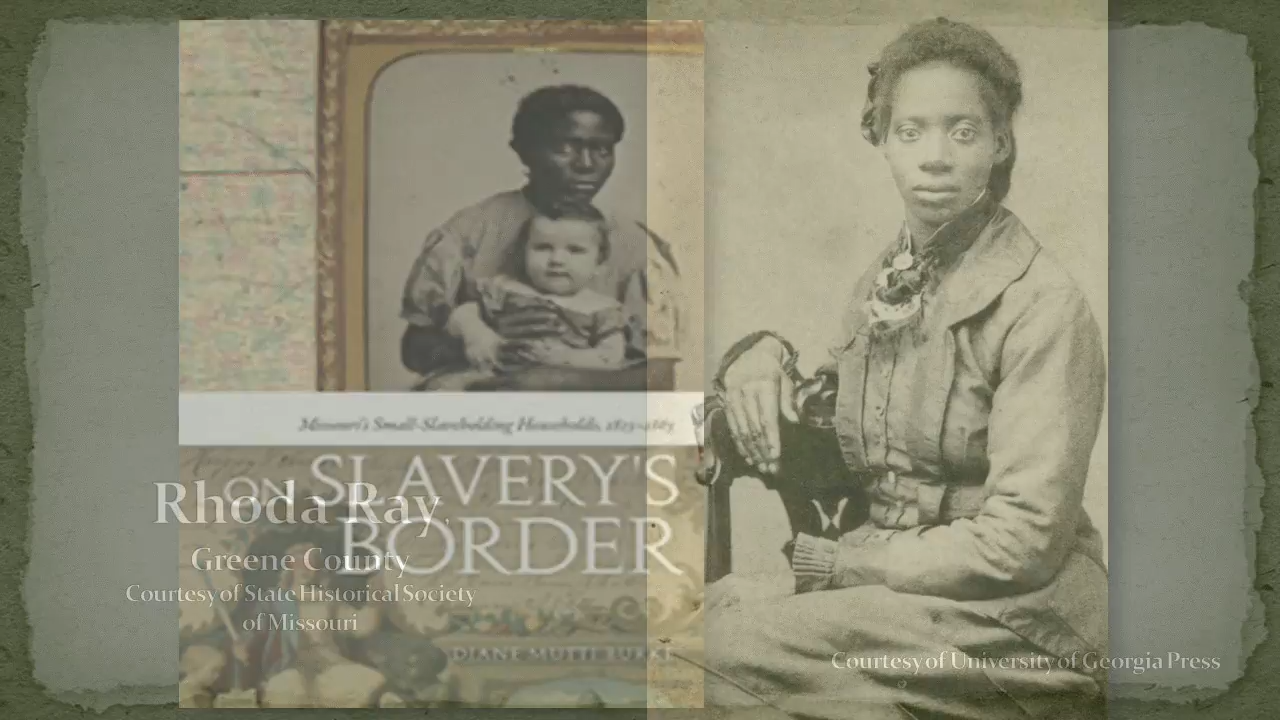 Missouri's Small-Slaveholding Households, 1815-1865
ON SLAVERY'S
BORDER
DIANE MUTTI BURKE
Rhoda Ray
Greene County
Courtesy of State Historical Society
of Missouri
Courtesy of University of Georgia Press